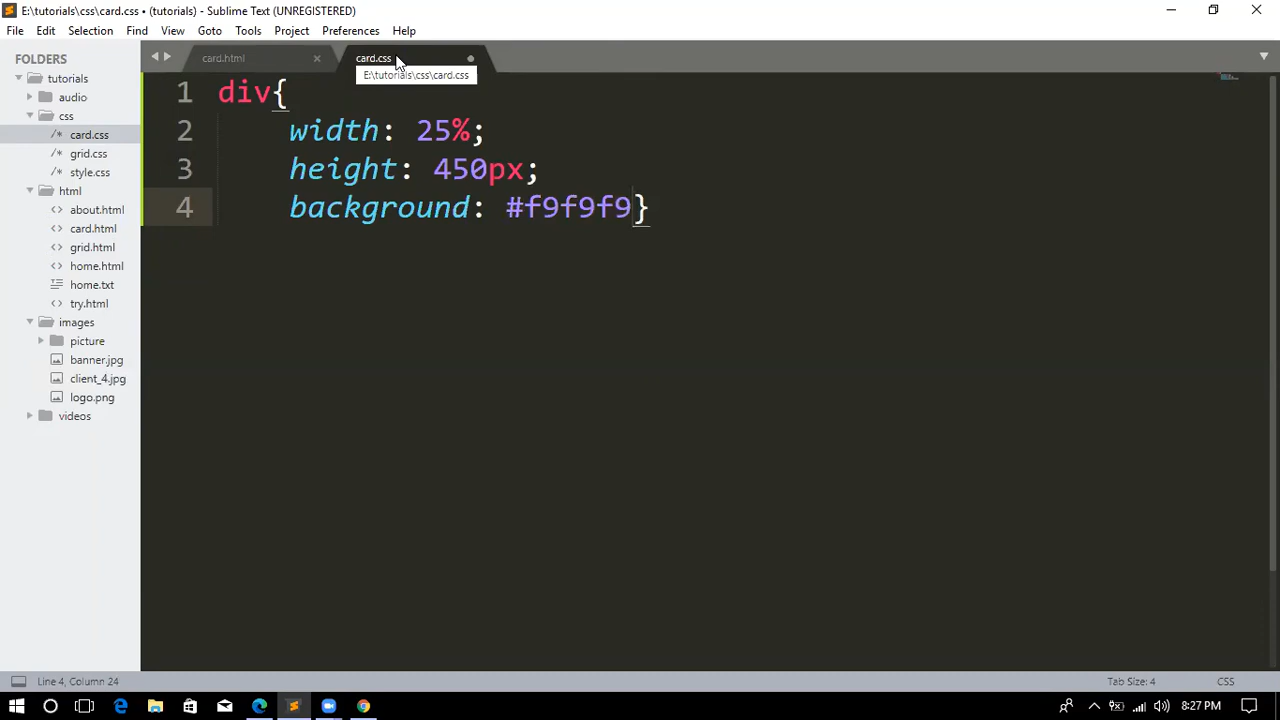 E:\tutorials\css\card.css • (tutorials) - Sublime Text (UNREGISTERED)
File Edit Selection Find View Goto Tools Project Preferences Help
FOLDERS
tutorials
audio
css
/* card.css
/* grid.css
/* style.css
html
<> about.html
<> card.html
<> grid.html
<> home.html
home.txt
<> try.html
images
picture
banner.jpg
client_4.jpg
logo.png
videos
card.html × card.css
E:\tutorials\css\card.css
1 div{
2 width: 25%;
3 height: 450px;
4 background: #f9f9f9}
Line 4, Column 24 Tab Size: 4 CSS
8:27 PM